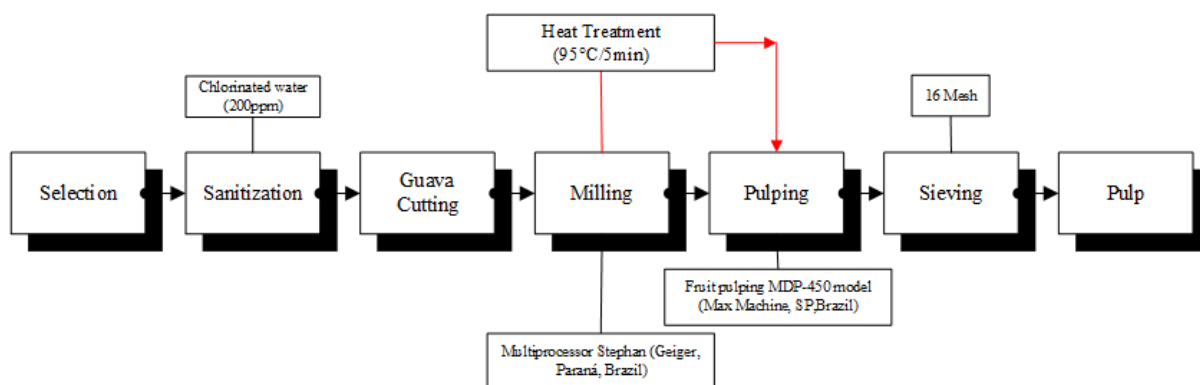 Heat Treatment
(95°C/5min)
Chlorinated water
(200ppm)
16 Mesh
Selection
Sanitization
Guava
Cutting
Milling
Pulping
Sieving
Pulp
Fruit pulping MDP-450 model
(Max Machine, SP,Brazil)
Multiprocessor Stephan (Geiger,
Paraná, Brazil)